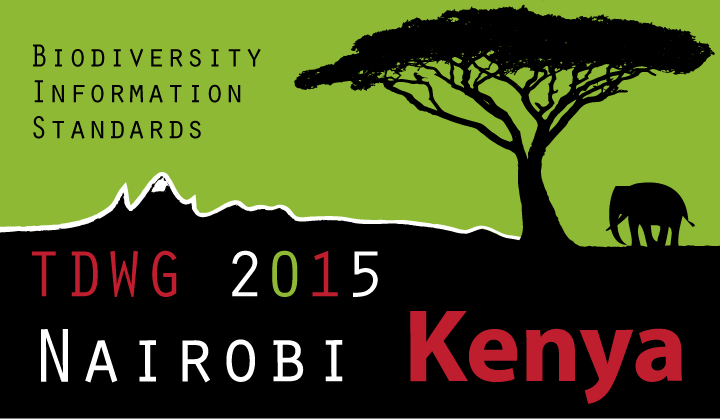 Biodiversity
Information
Standards
TDWG 2015
Nairobi Kenya